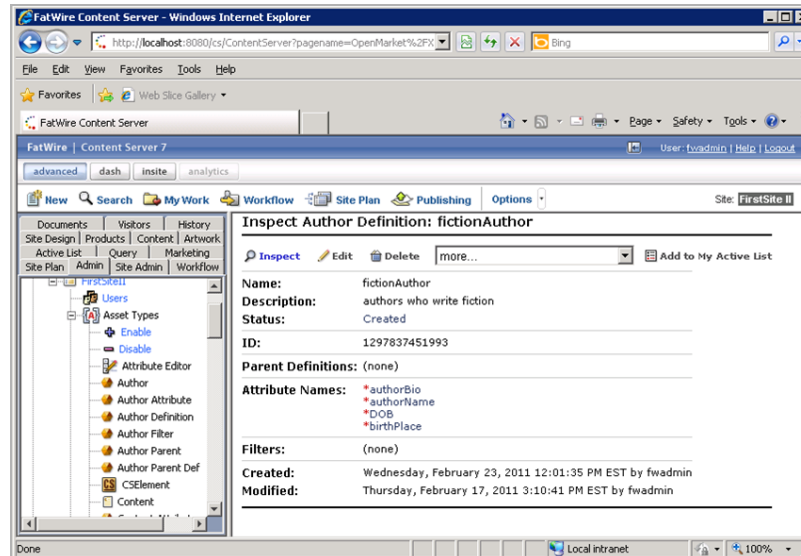 FatWire Content Server - Windows Internet Explorer
http://localhost:8080/cs/ContentServer?pagename=OpenMarket%2FX
Bing
File Edit View Favorites Tools Help
Favorites Web Slice Gallery
FatWire Content Server
Page Safety Tools
FatWire | Content Server 7
User: fwadmin | Help | Logout
advanced dash insite analytics
New Search My Work Workflow Site Plan Publishing Options Site: FirstSite II
Documents Visitors History
Site Design Products Content Artwork
Active List Query Marketing
Site Plan Admin Site Admin Workflow
FirstSiteII
Users
Asset Types
Enable
Disable
Attribute Editor
Author
Author Attribute
Author Definition
Author Filter
Author Parent
Author Parent Def
CSElement
Content
Inspect Author Definition: fictionAuthor
Inspect Edit Delete more... Add to My Active List
Name: fictionAuthor
Description: authors who write fiction
Status: Created
ID: 1297837451993
Parent Definitions: (none)
Attribute Names: *authorBio
*authorName
*DOB
*birthPlace
Filters: (none)
Created: Wednesday, February 23, 2011 12:01:35 PM EST by fwadmin
Modified: Thursday, February 17, 2011 3:10:41 PM EST by fwadmin
Done Local intranet 100%